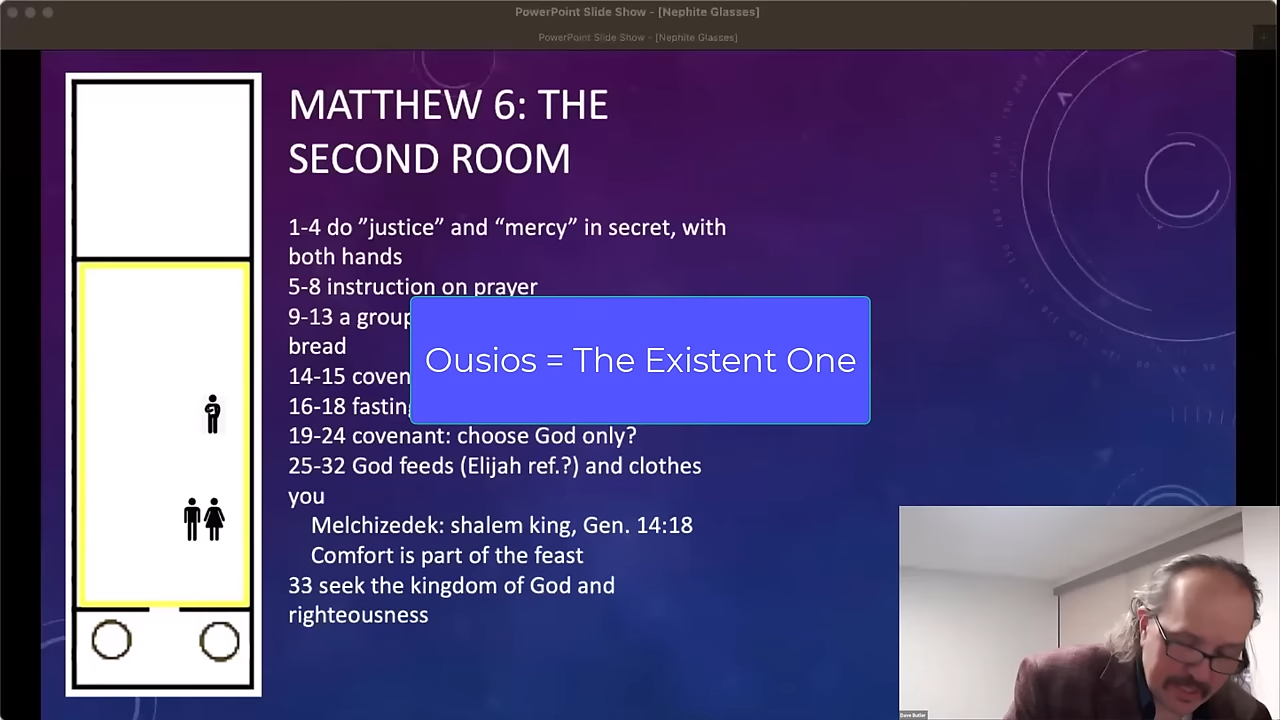 PowerPoint Slide Show - [Nephite Glasses]
PowerPoint Slide Show - [Nephite Glasses]
MATTHEW 6: THE
SECOND ROOM
1-4 do ”justice” and “mercy” in secret, with
both hands
5-8 instruction on prayer
9-13 a group
bread
14-15 coven
16-18 fasting
Ousios = The Existent One
19-24 covenant: choose God only?
25-32 God feeds (Elijah ref.?) and clothes
you
Melchizedek: shalem king, Gen. 14:18
Comfort is part of the feast
33 seek the kingdom of God and
righteousness
Dave Butler